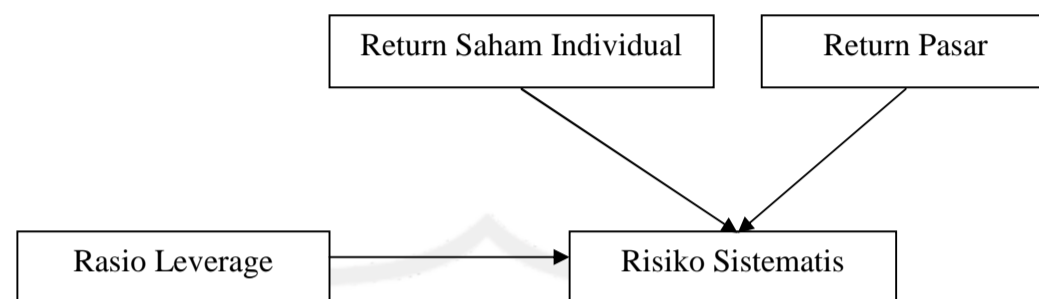 Return Saham Individual
Return Pasar
Rasio Leverage
Risiko Sistematis